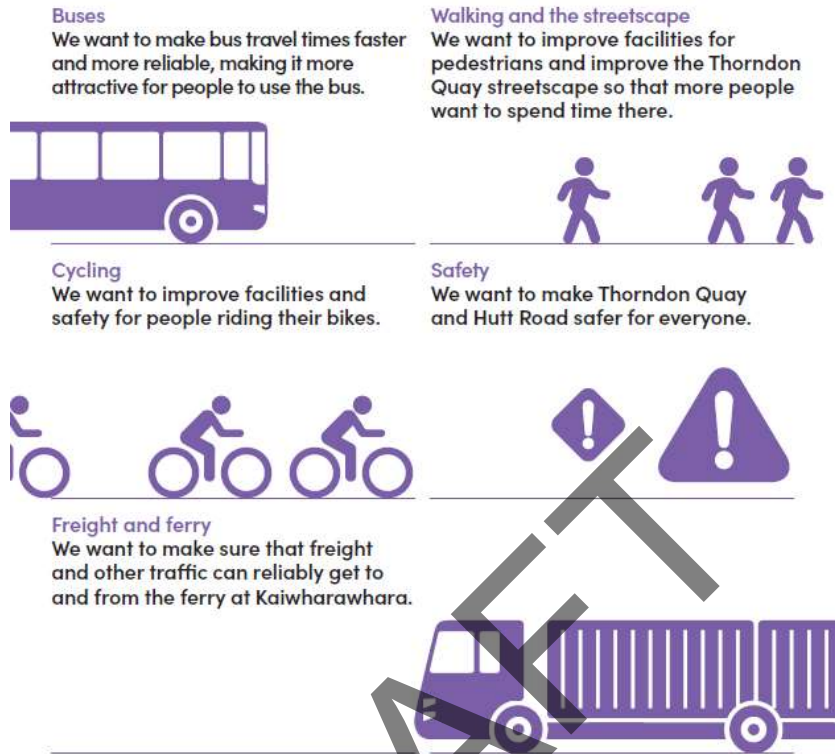 Buses
We want to make bus travel times faster
and more reliable, making it more
attractive for people to use the bus.
Walking and the streetscape
We want to improve facilities for
pedestrians and improve the Thorndon
Quay streetscape so that more people
want to spend time there.
Cycling
We want to improve facilities and
safety for people riding their bikes.
Safety
We want to make Thorndon Quay
and Hutt Road safer for everyone.
Freight and ferry
We want to make sure that freight
and other traffic can reliably get to
and from the ferry at Kaiwharawhara.
AFT